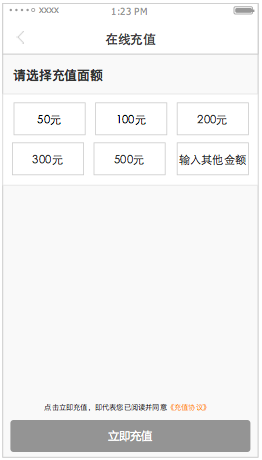 xxxx 1:23 PM
在线充值
请选择充值面额
50元 100元 200元
300元 500元 输入其他金额
点击立即充值，即代表您已阅读并同意《充值协议》
立即充值